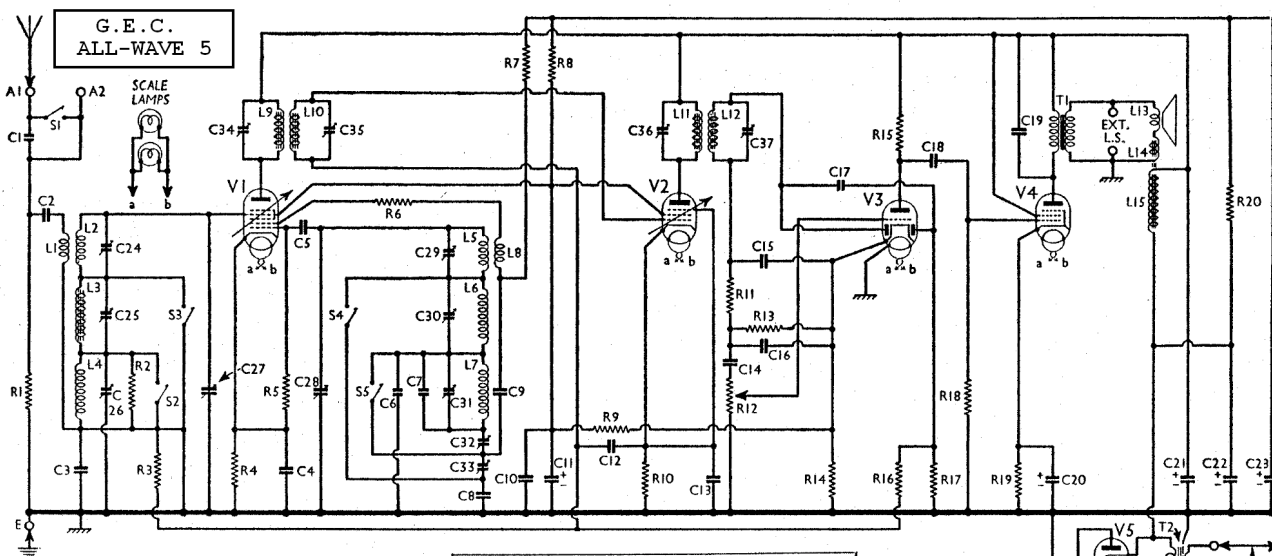 G.E.C.
ALL-WAVE 5
A1
A2
S1
C1
SCALE
LAMPS
a b
R7
R8
L9
L10
C34
C35
C36
L11
L12
C37
R15
C18
C19
T1
EXT.
L.S.
L13
L14
L15
R20
V1
V2
V3
V4
C17
C2
L1
L2
C24
R6
C5
C29
L5
L8
a b
a b
a b
a b
L3
C25
S3
S4
L6
C30
C15
R11
R13
C16
C14
R12
L4
R2
C27
R1
C
26
S2
R5
C28
S5
C6
C7
C31
L7
C9
R18
C32
R9
C12
C3
R3
R4
C4
C33
C8
C10
C11
+
-
R10
C13
R14
R16
R17
R19
+
-
C20
C21
+
-
C22
+
-
C23
E
V5
T2